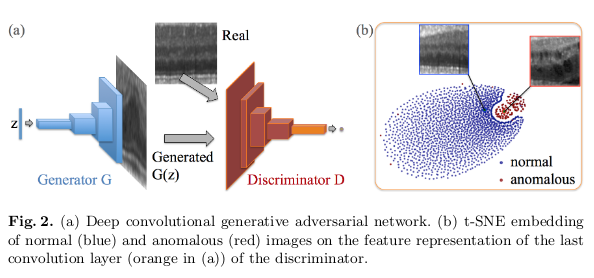 (a)
Real
z
Generated
G(z)
Generator G
Discriminator D
(b)
normal
anomalous
Fig. 2. (a) Deep convolutional generative adversarial network. (b) t-SNE embedding
of normal (blue) and anomalous (red) images on the feature representation of the last
convolution layer (orange in (a)) of the discriminator.